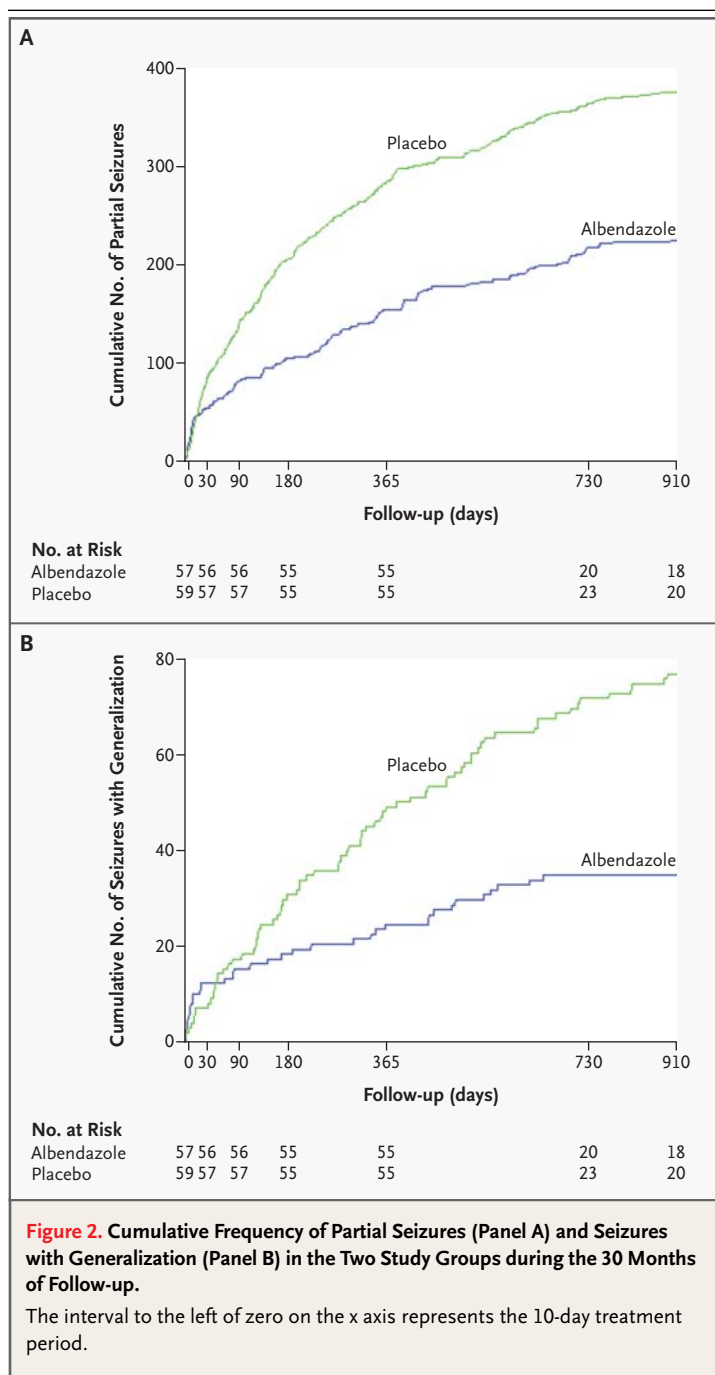 A
400
300
200
100
0
Cumulative No. of Partial Seizures
Placebo
Albendazole
0 30 90 180 365 730 910
Follow-up (days)
No. at Risk
Albendazole 57 56 56 55 55 20 18
Placebo 59 57 57 55 55 23 20
B
80
60
40
20
0
Cumulative No. of Seizures with Generalization
Placebo
Albendazole
0 30 90 180 365 730 910
Follow-up (days)
No. at Risk
Albendazole 57 56 56 55 55 20 18
Placebo 59 57 57 55 55 23 20
Figure 2. Cumulative Frequency of Partial Seizures (Panel A) and Seizures
with Generalization (Panel B) in the Two Study Groups during the 30 Months
of Follow-up.
The interval to the left of zero on the x axis represents the 10-day treatment
period.